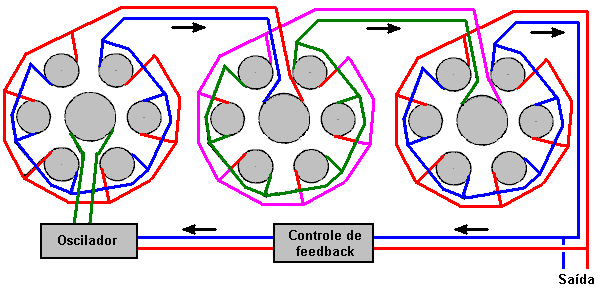 Oscilador
Controle de
feedback
Saída